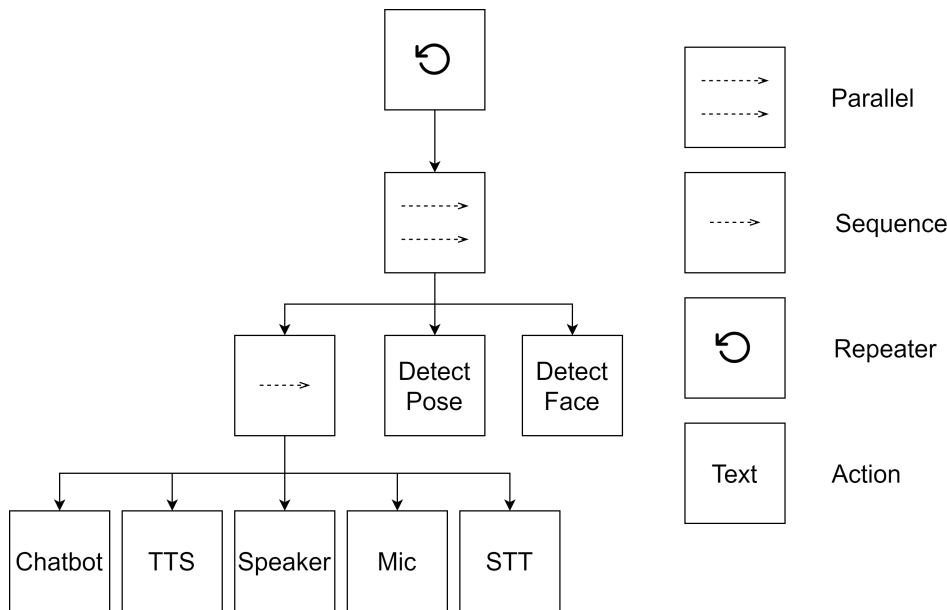 Parallel
Sequence
Detect
Pose
Detect
Face
Repeater
Text
Action
Chatbot
TTS
Speaker
Mic
STT